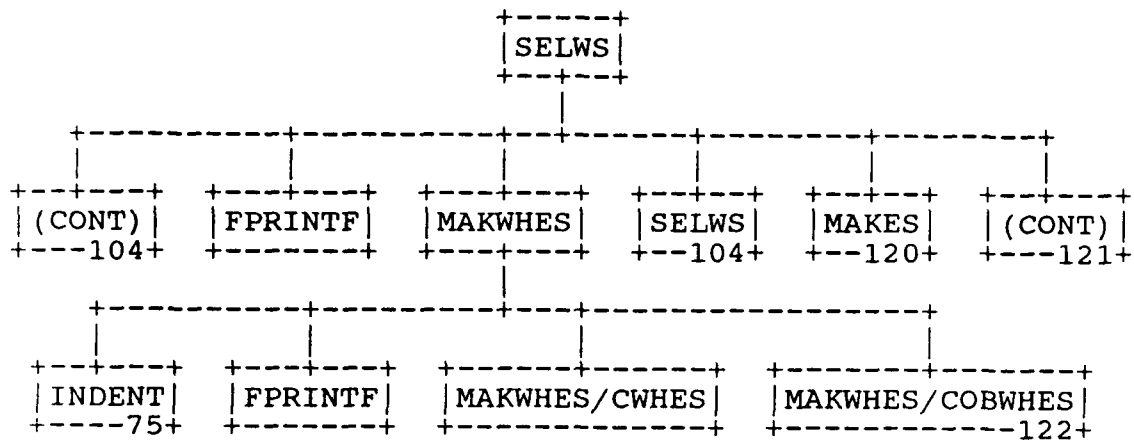 SELWS
(CONT) FPRINTF MAKWHES SELWS MAKES (CONT)
104 104 120 121
INDENT FPRINTF MAKWHES/CWHES MAKWHES/COBWHES
75 122